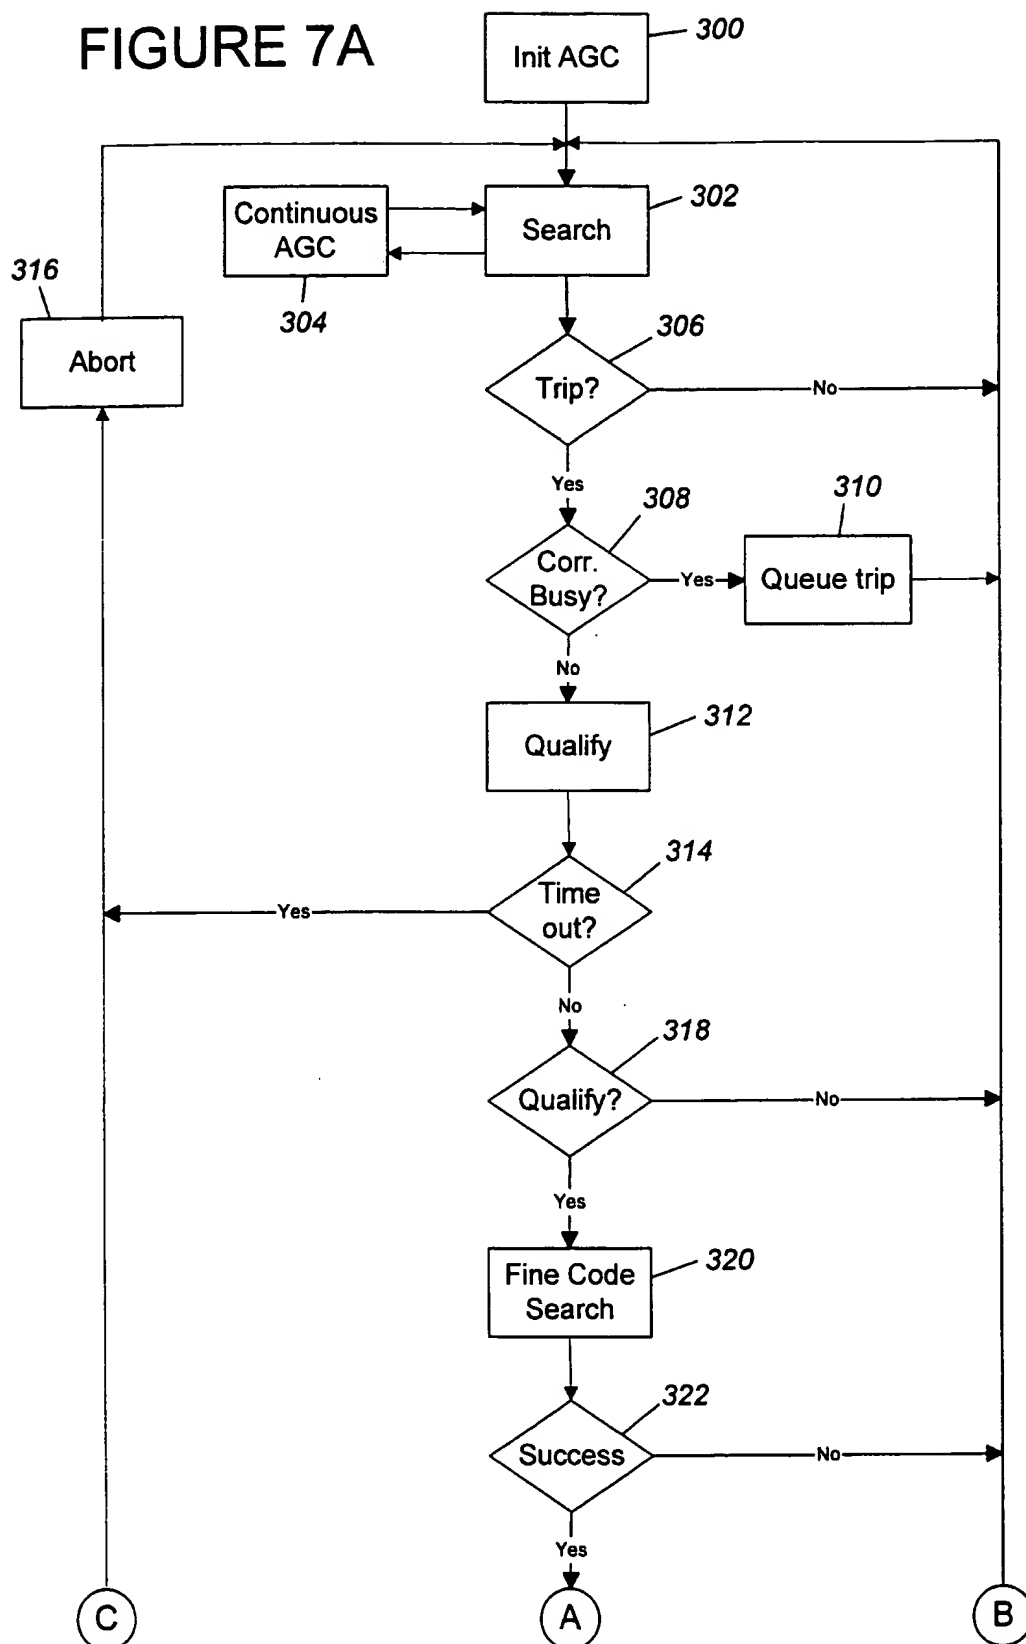 FIGURE 7A
Init AGC
300
Continuous
AGC
304
Search
302
316
Abort
306
Trip?
No
Yes
308
Corr.
Busy?
Yes
310
Queue trip
No
312
Qualify
314
Time
out?
Yes
No
318
Qualify?
No
Yes
Fine Code
Search
320
322
Success
No
Yes
C
A
B